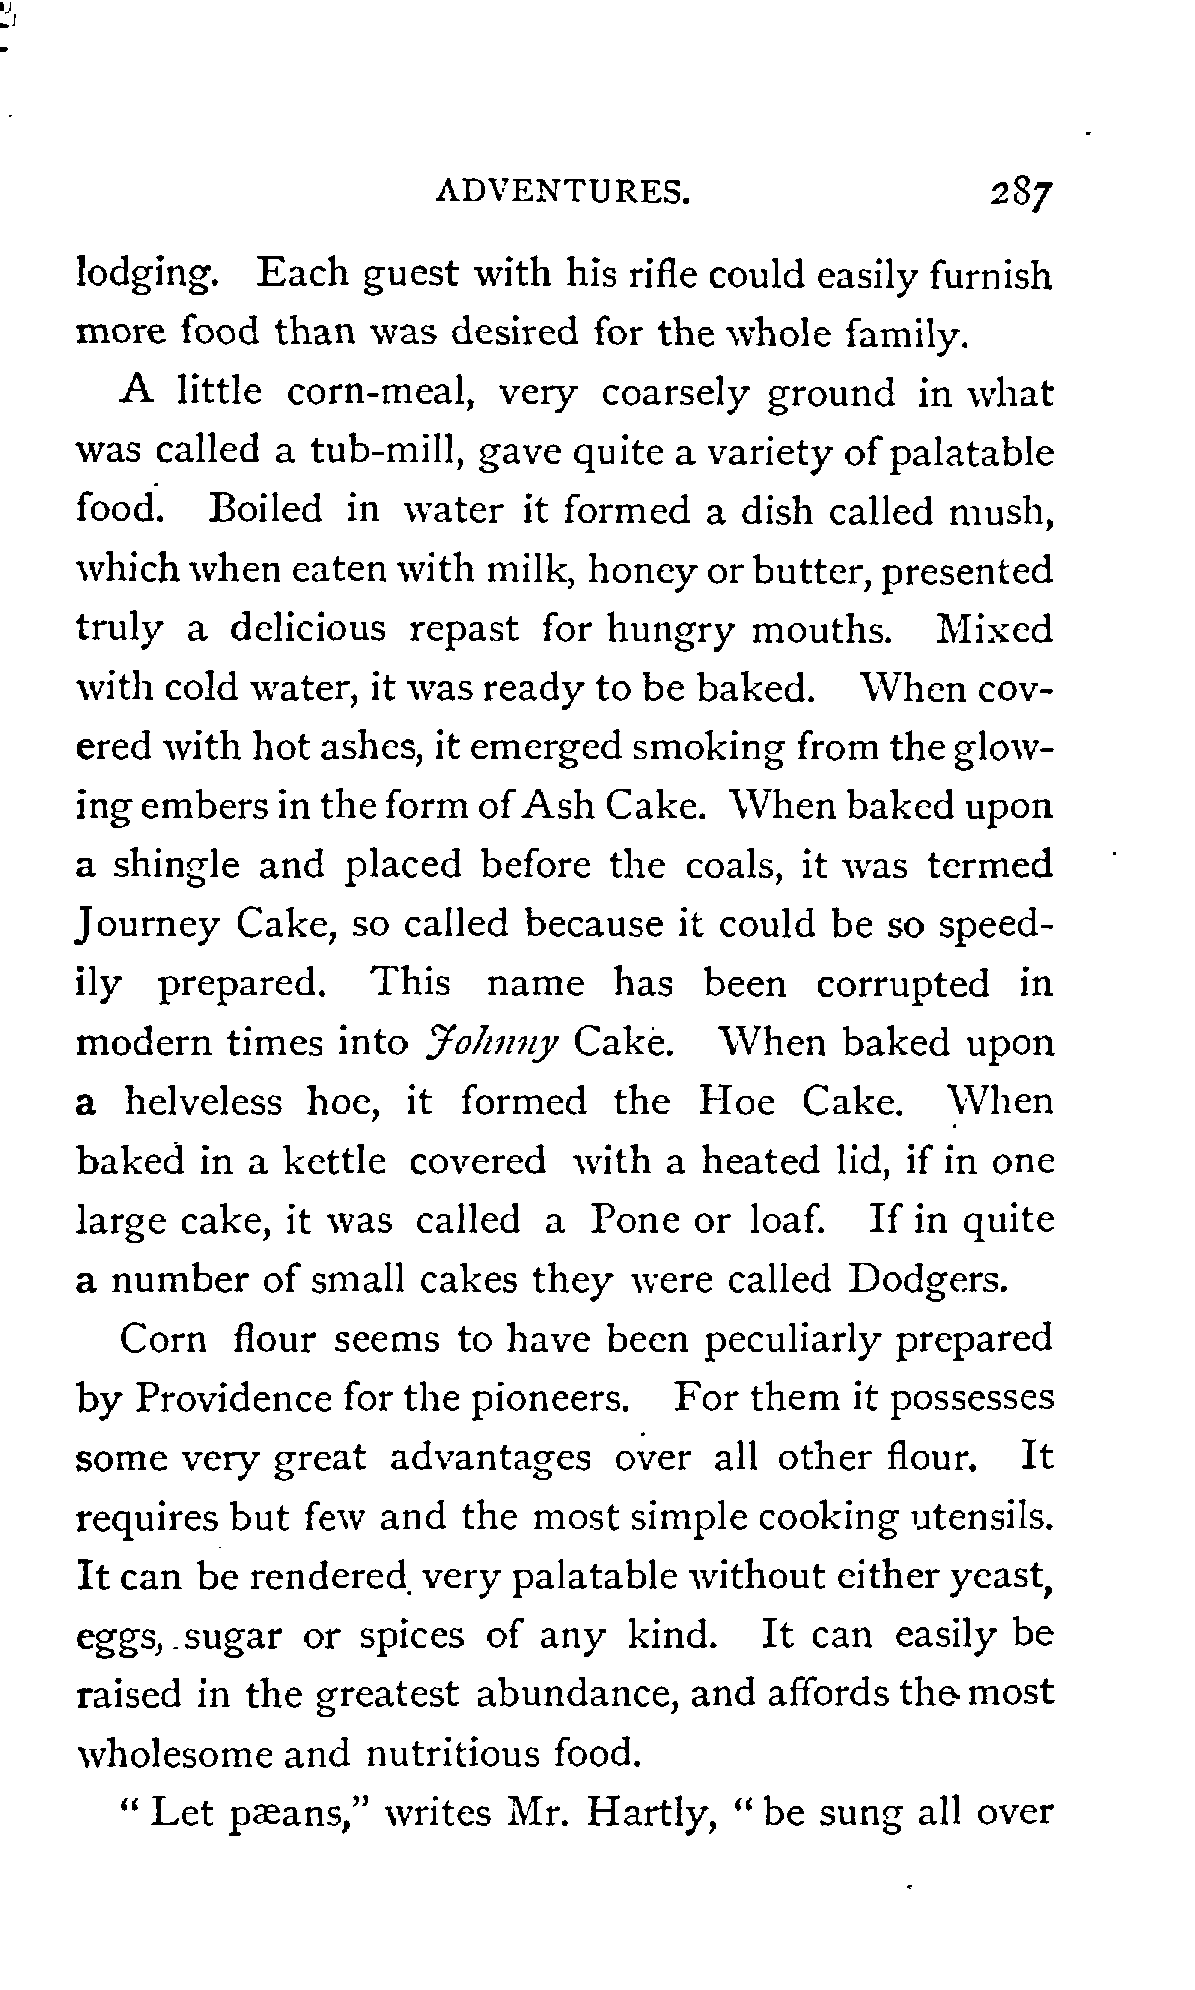 ADVENTURES. 287
lodging. Each guest with his rifle could easily furnish
more food than was desired for the whole family.
A little corn-meal, very coarsely ground in what
was called a tub-mill, gave quite a variety of palatable
food. Boiled in water it formed a dish called mush,
which when eaten with milk, honey or butter, presented
truly a delicious repast for hungry mouths. Mixed
with cold water, it was ready to be baked. When cov-
ered with hot ashes, it emerged smoking from the glow-
ing embers in the form of Ash Cake. When baked upon
a shingle and placed before the coals, it was termed
Journey Cake, so called because it could be so speed-
ily prepared. This name has been corrupted in
modern times into Johnny Cake. When baked upon
a helveless hoe, it formed the Hoe Cake. When
baked in a kettle covered with a heated lid, if in one
large cake, it was called a Pone or loaf. If in quite
a number of small cakes they were called Dodgers.
Corn flour seems to have been peculiarly prepared
by Providence for the pioneers. For them it possesses
some very great advantages over all other flour. It
requires but few and the most simple cooking utensils.
It can be rendered very palatable without either yeast,
eggs, sugar or spices of any kind. It can easily be
raised in the greatest abundance, and affords the most
wholesome and nutritious food.
“ Let pæans,” writes Mr. Hartly, “ be sung all over